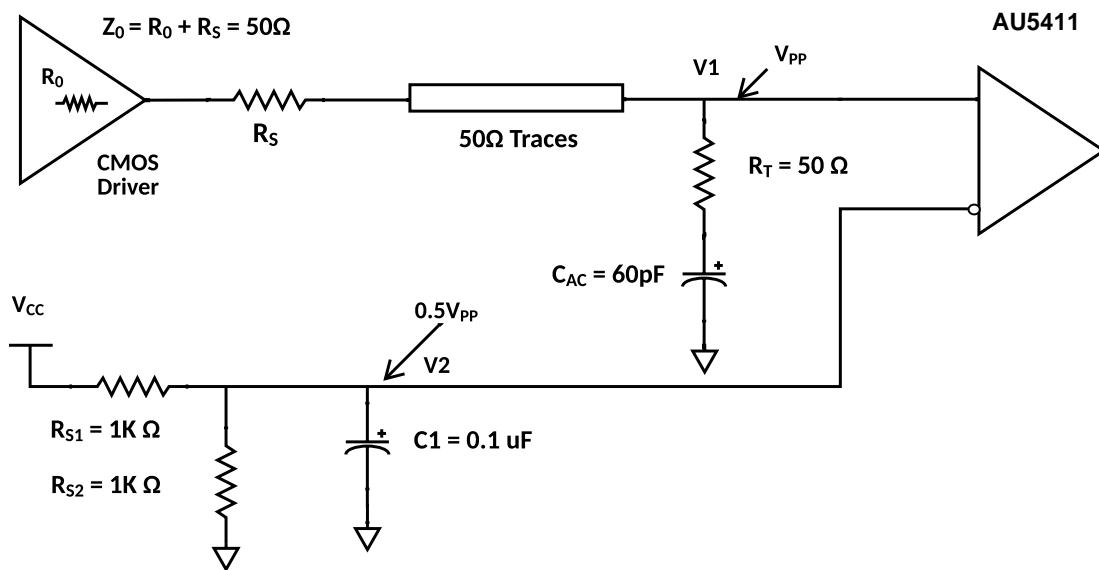 Z0 = R0 + RS = 50Ω
AU5411
R0
V1
VPP
RS
50Ω Traces
CMOS
Driver
RT = 50 Ω
CAC = 60pF
+
VCC
0.5VPP
V2
RS1 = 1K Ω
+
C1 = 0.1 uF
RS2 = 1K Ω